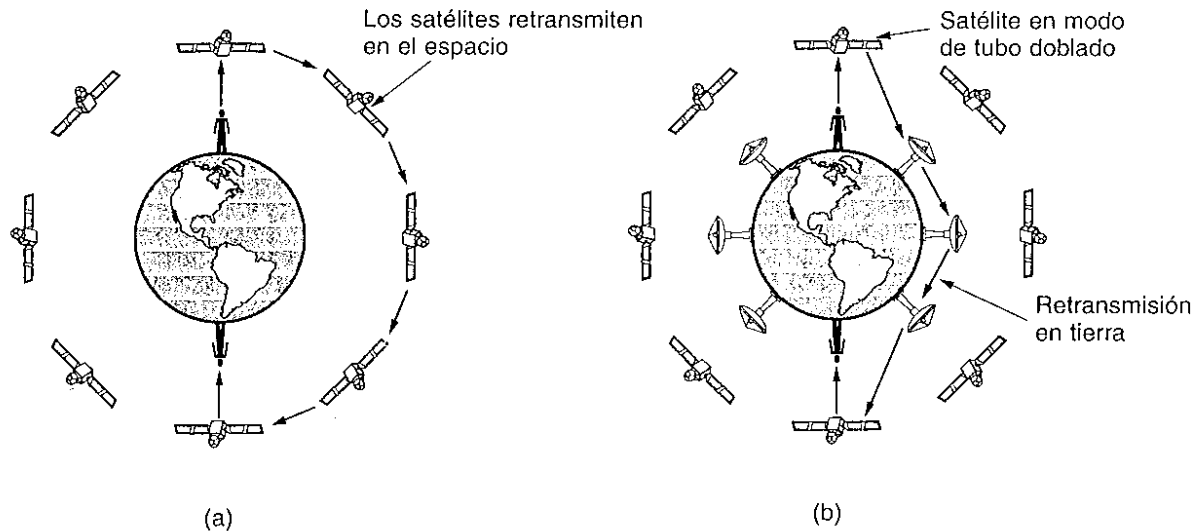 Los satélites retransmiten
en el espacio
Satélite en modo
de tubo doblado
Retransmisión
en tierra
(a)
(b)